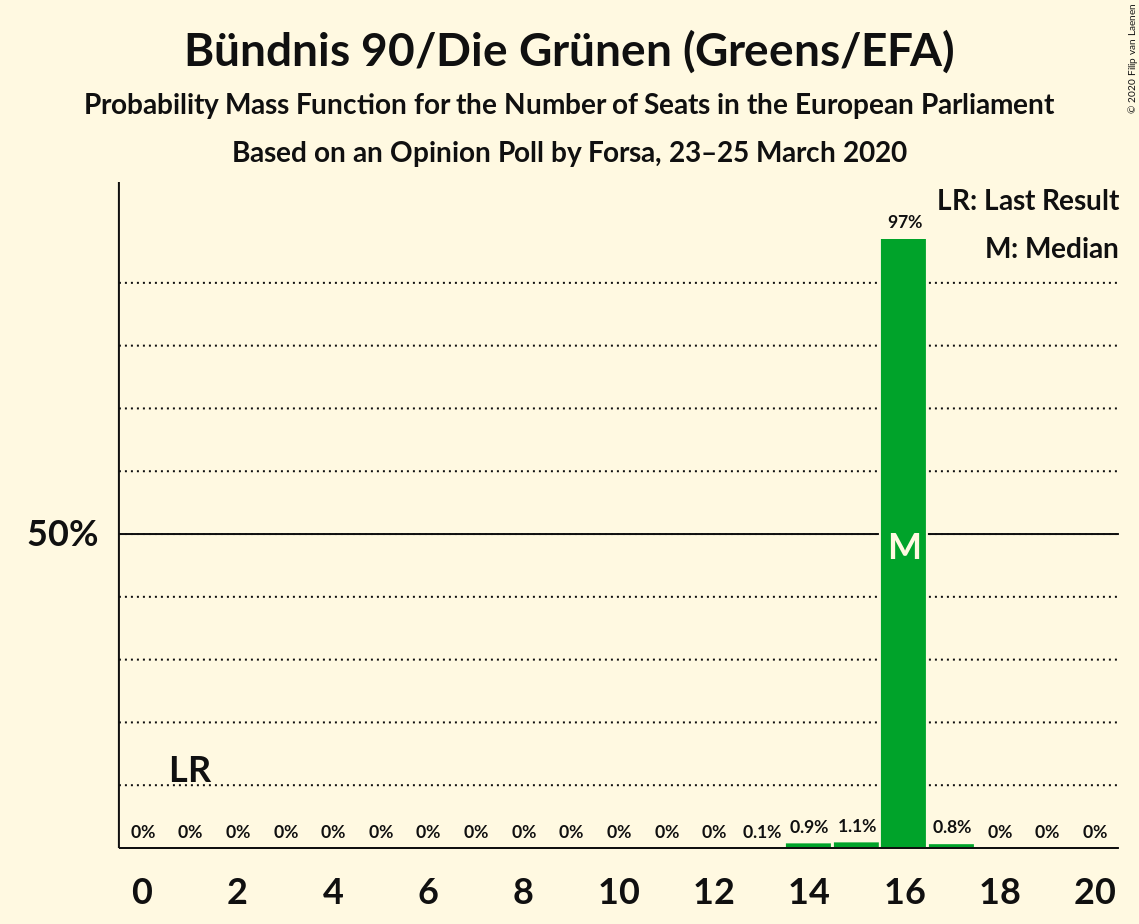 Bündnis 90/Die Grünen (Greens/EFA)
Probability Mass Function for the Number of Seats in the European Parliament
Based on an Opinion Poll by Forsa, 23–25 March 2020
© 2020 Filip van Laenen
LR: Last Result
M: Median
97%
50%
M
LR
0% 0% 0% 0% 0% 0% 0% 0% 0% 0% 0% 0% 0% 0.1% 0.9% 1.1% 0.8% 0% 0% 0%
0 2 4 6 8 10 12 14 16 18 20